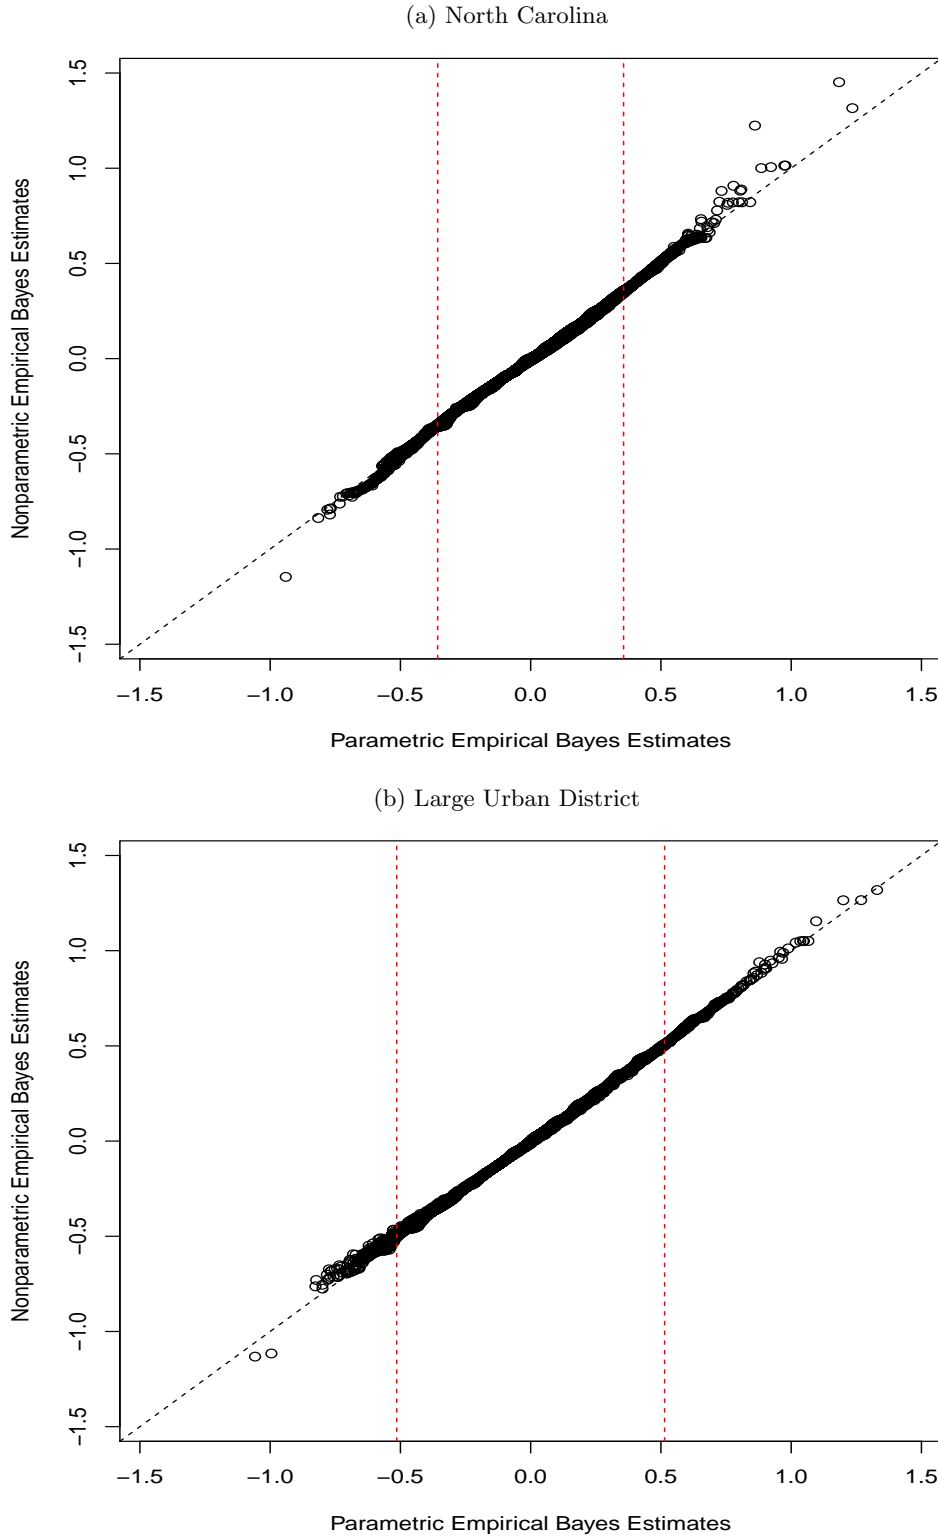 (a) North Carolina
Nonparametric Empirical Bayes Estimates
1.5
1.0
0.5
0.0
−0.5
−1.0
−1.5
−1.5 −1.0 −0.5 0.0 0.5 1.0 1.5
Parametric Empirical Bayes Estimates
(b) Large Urban District
Nonparametric Empirical Bayes Estimates
1.5
1.0
0.5
0.0
−0.5
−1.0
−1.5
−1.5 −1.0 −0.5 0.0 0.5 1.0 1.5
Parametric Empirical Bayes Estimates